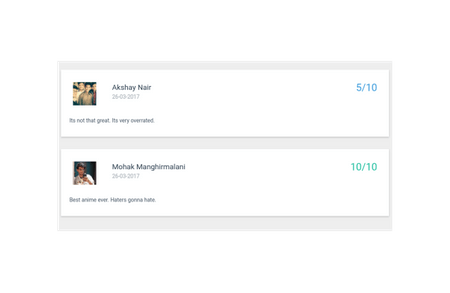 Akshay Nair
5/10
26-03-2017
Its not that great. Its very overrated.
Mohak Manghirmalani
10/10
26-03-2017
Best anime ever. Haters gonna hate.